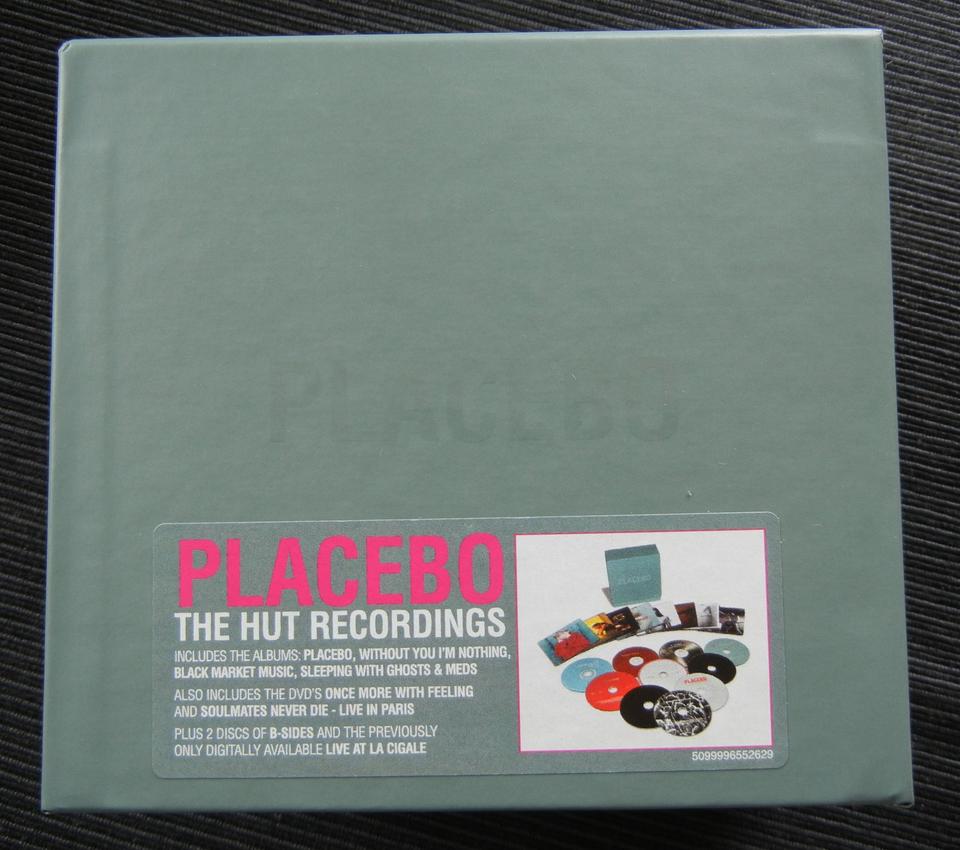 PLACEBO
PLACEBO
THE HUT RECORDINGS
INCLUDES THE ALBUMS: PLACEBO, WITHOUT YOU I'M NOTHING,
BLACK MARKET MUSIC, SLEEPING WITH GHOSTS & MEDS
ALSO INCLUDES THE DVD'S ONCE MORE WITH FEELING
AND SOULMATES NEVER DIE - LIVE IN PARIS
PLUS 2 DISCS OF B-SIDES AND THE PREVIOUSLY
ONLY DIGITALLY AVAILABLE LIVE AT LA CIGALE
PLACEBO
PLACEBO
5099996552629